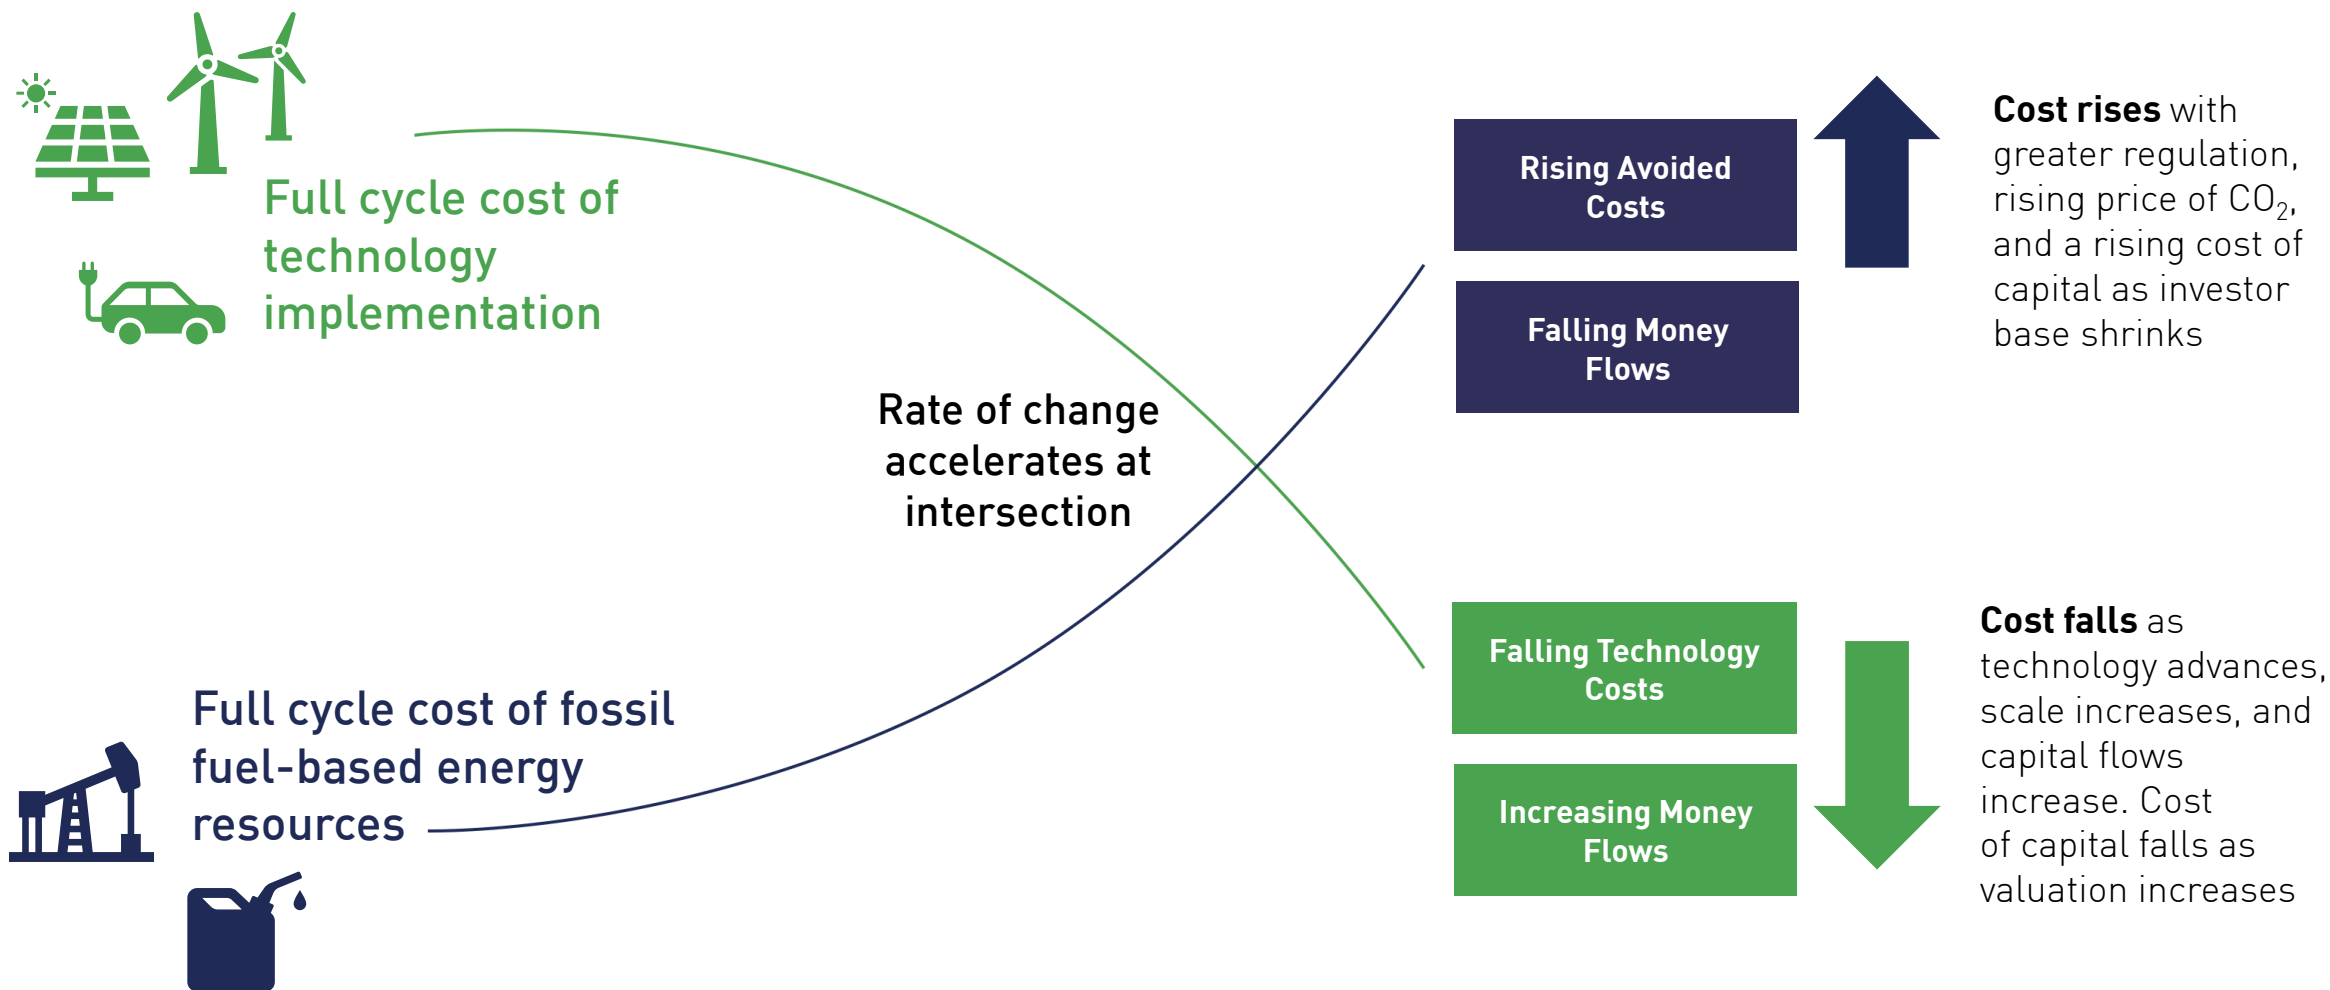 Full cycle cost of
technology
implementation
Full cycle cost of fossil
fuel-based energy
resources
Rate of change
accelerates at
intersection
Rising Avoided
Costs
Falling Money
Flows
Cost rises with
greater regulation,
rising price of CO₂,
and a rising cost of
capital as investor
base shrinks
Falling Technology
Costs
Increasing Money
Flows
Cost falls as
technology advances,
scale increases, and
capital flows
increase. Cost
of capital falls as
valuation increases